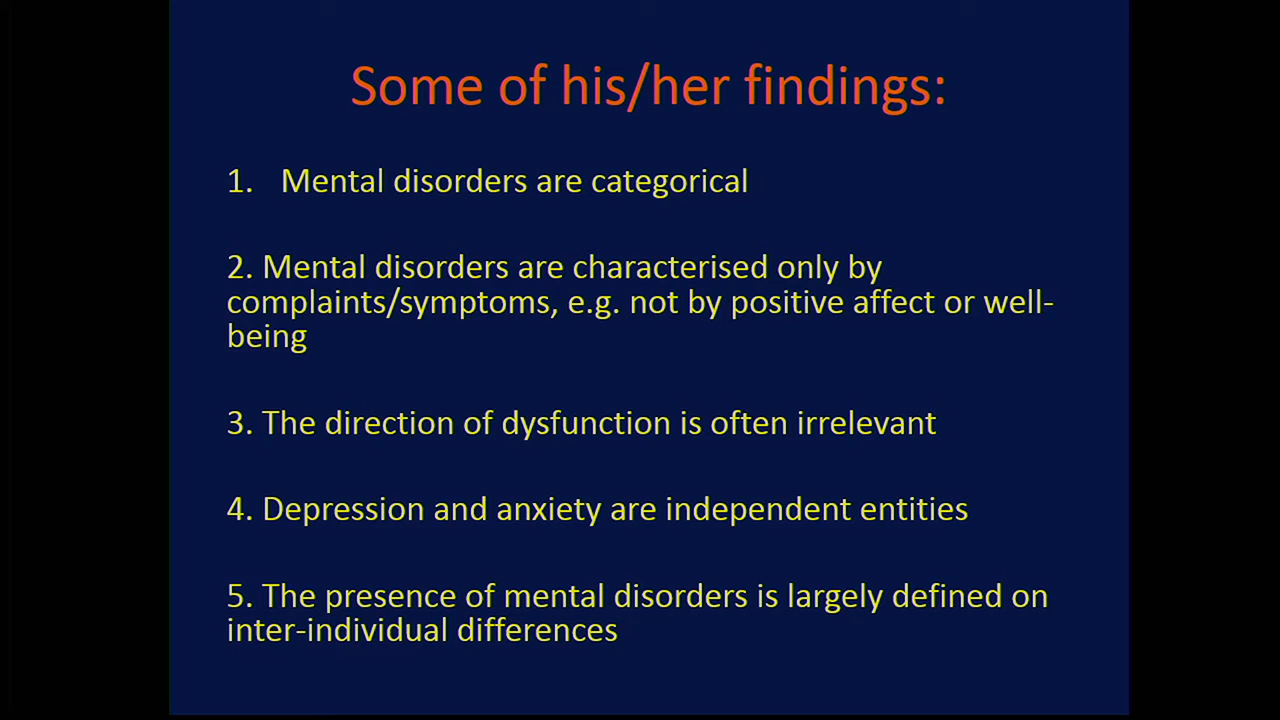 Some of his/her findings:
1. Mental disorders are categorical
2. Mental disorders are characterised only by
complaints/symptoms, e.g. not by positive affect or well-
being
3. The direction of dysfunction is often irrelevant
4. Depression and anxiety are independent entities
5. The presence of mental disorders is largely defined on
inter-individual differences